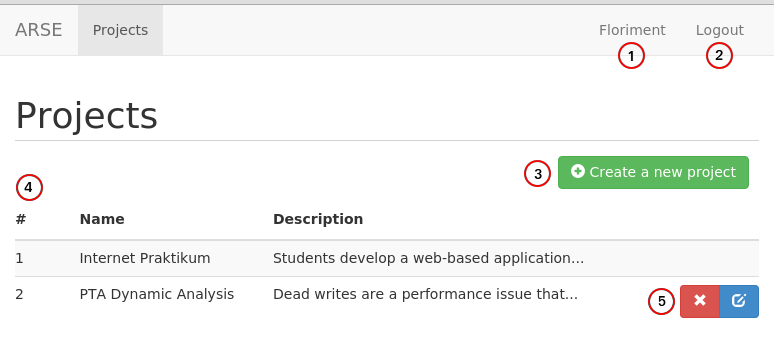 ARSE Projects Floriment Logout
1 2
Projects
3 Create a new project
4
# Name Description
1 Internet Praktikum Students develop a web-based application...
2 PTA Dynamic Analysis Dead writes are a performance issue that... 5